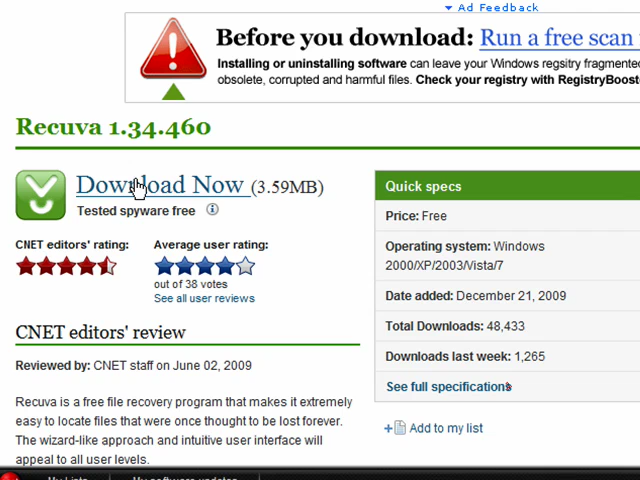 Ad Feedback
Before you download: Run a free scan
Installing or uninstalling software can leave your Windows registry fragmented
obsolete, corrupted and harmful files. Check your registry with RegistryBoost
Recuva 1.34.460
Download Now (3.59MB)
Tested spyware free
CNET editors' rating:
Average user rating:
out of 38 votes
See all user reviews
CNET editors' review
Reviewed by: CNET staff on June 02, 2009
Recuva is a free file recovery program that makes it extremely
easy to locate files that were once thought to be lost forever.
The wizard-like approach and intuitive user interface will
appeal to all user levels.
Quick specs
Price: Free
Operating system: Windows
2000/XP/2003/Vista/7
Date added: December 21, 2009
Total Downloads: 48,433
Downloads last week: 1,265
See full specifications
Add to my list
My Lists
My software updates